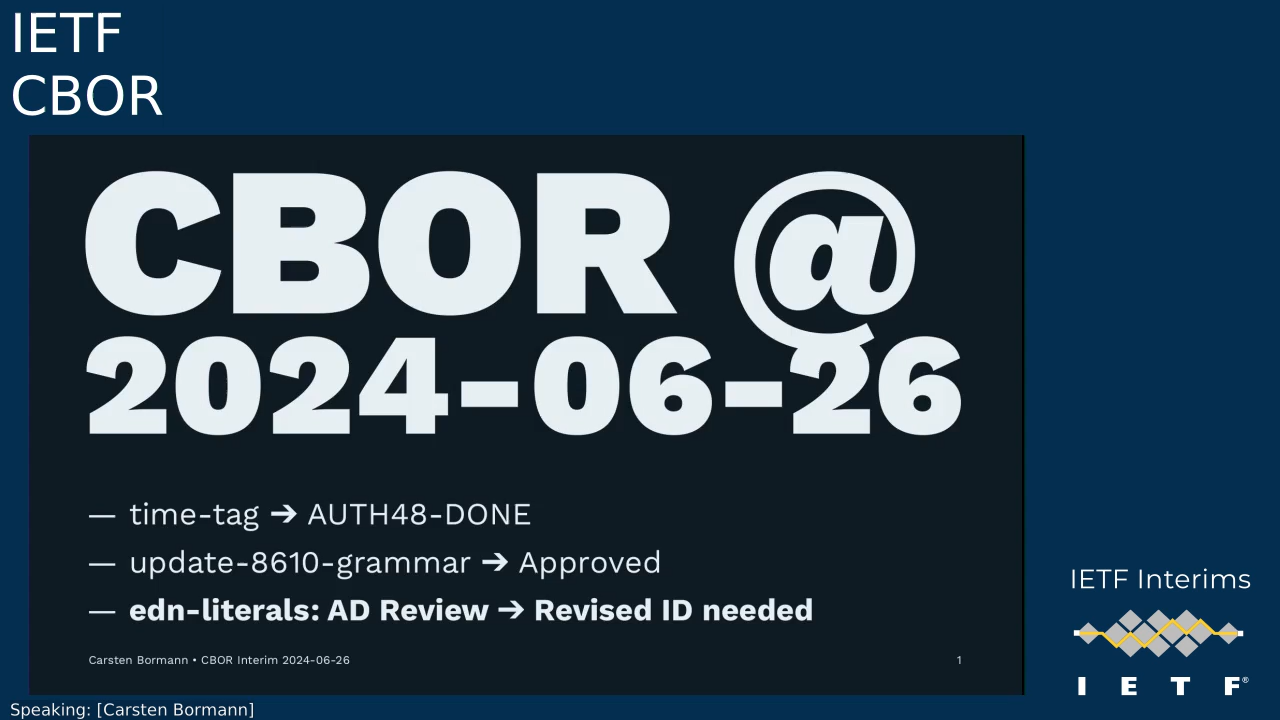 IETF
CBOR
CBOR @
2024-06-26
— time-tag ➔ AUTH48-DONE
— update-8610-grammar ➔ Approved
— edn-literals: AD Review ➔ Revised ID needed
Carsten Bormann • CBOR Interim 2024-06-26
1
IETF Interims
I E T F®
Speaking: [Carsten Bormann]